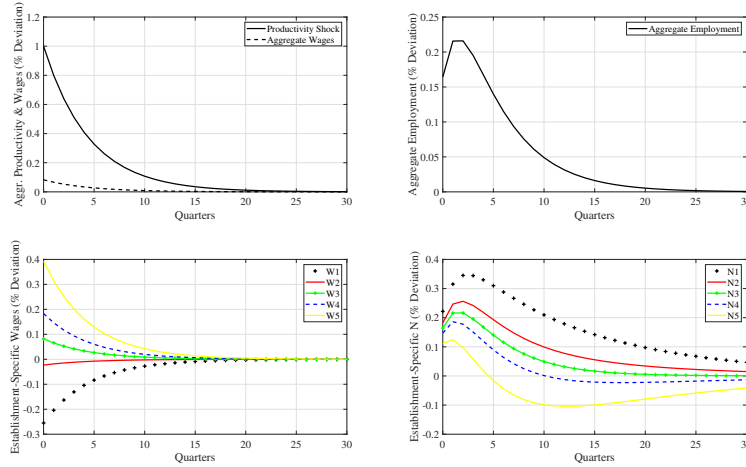 Aggr. Productivity & Wages (% Deviation)
1.2
1
0.8
0.6
0.4
0.2
0
Productivity Shock
Aggregate Wages
0 5 10 15 20 25 30
Quarters
Aggregate Employment (% Deviation)
0.25
0.2
0.15
0.1
0.05
0
Aggregate Employment
0 5 10 15 20 25 30
Quarters
Establishment-Specific Wages (% Deviation)
0.4
0.3
0.2
0.1
0
-0.1
-0.2
-0.3
W1
W2
W3
W4
W5
0 5 10 15 20 25 30
Quarters
Establishment-Specific N (% Deviation)
0.4
0.3
0.2
0.1
0
-0.1
-0.2
N1
N2
N3
N4
N5
0 5 10 15 20 25 30
Quarters